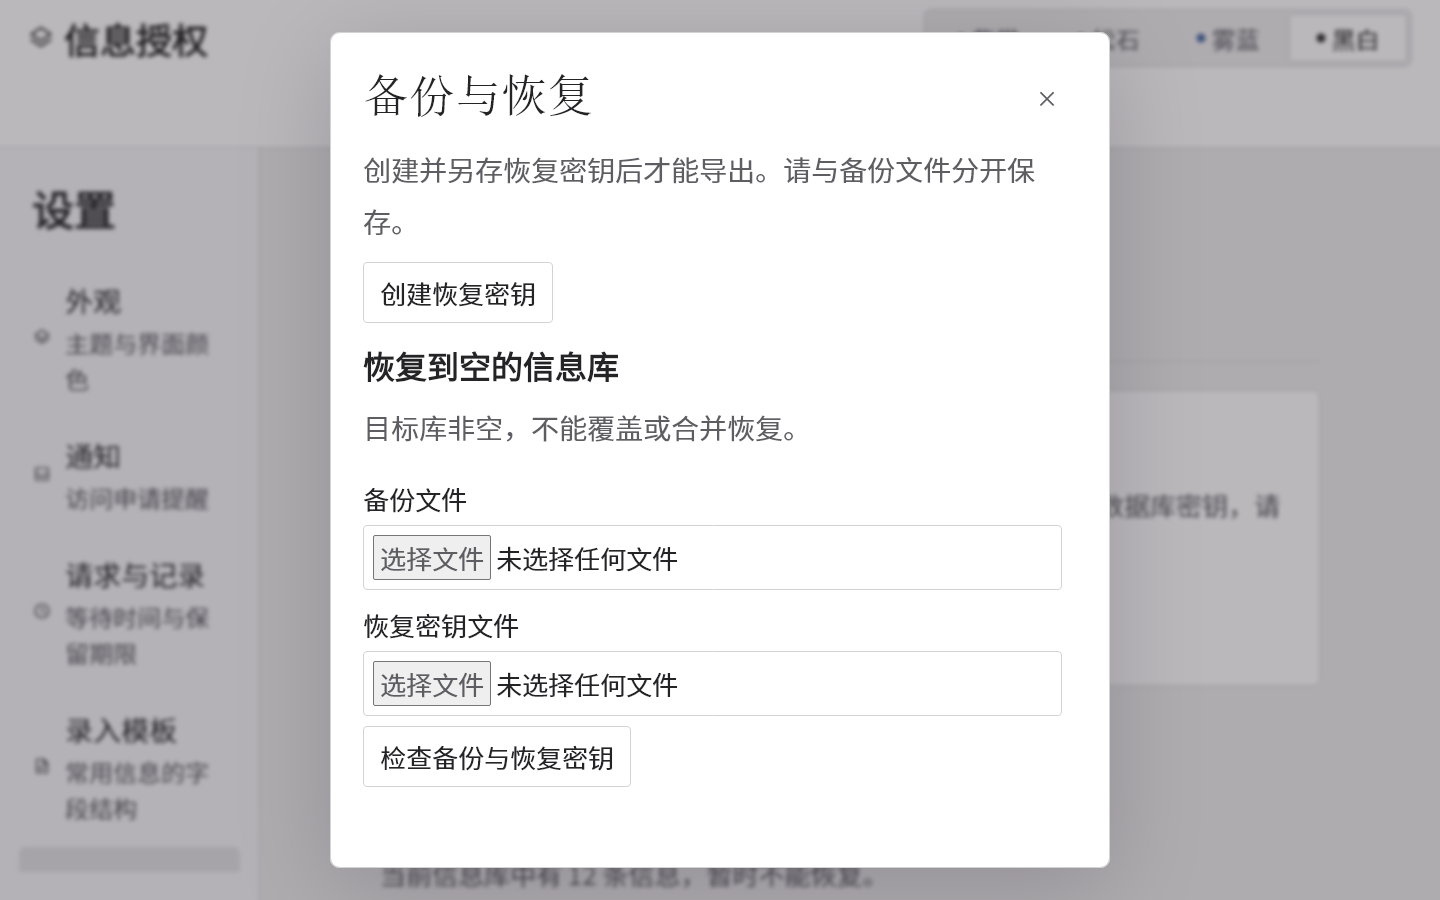 信息授权
雾蓝
黑白
备份与恢复
创建并另存恢复密钥后才能导出。请与备份文件分开保
存。
创建恢复密钥
恢复到空的信息库
目标库非空，不能覆盖或合并恢复。
备份文件
选择文件 未选择任何文件
恢复密钥文件
选择文件 未选择任何文件
检查备份与恢复密钥
设置
外观
主题与界面颜
色
通知
访问申请提醒
请求与记录
等待时间与保
留期限
录入模板
常用信息的字
段结构
数据库密钥，请
当前信息库中有 12 条信息，暂时不能恢复。